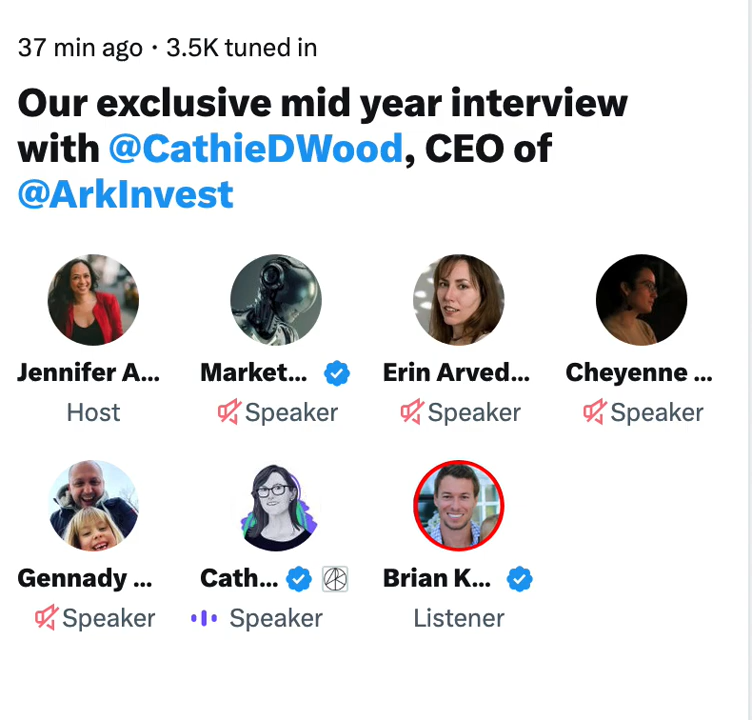 37 min ago · 3.5K tuned in
Our exclusive mid year interview
with @CathieDWood, CEO of
@ArkInvest
Jennifer A... Market... Erin Arved... Cheyenne ...
Host Speaker Speaker Speaker
Gennady ... Cath... Brian K...
Speaker Speaker Listener